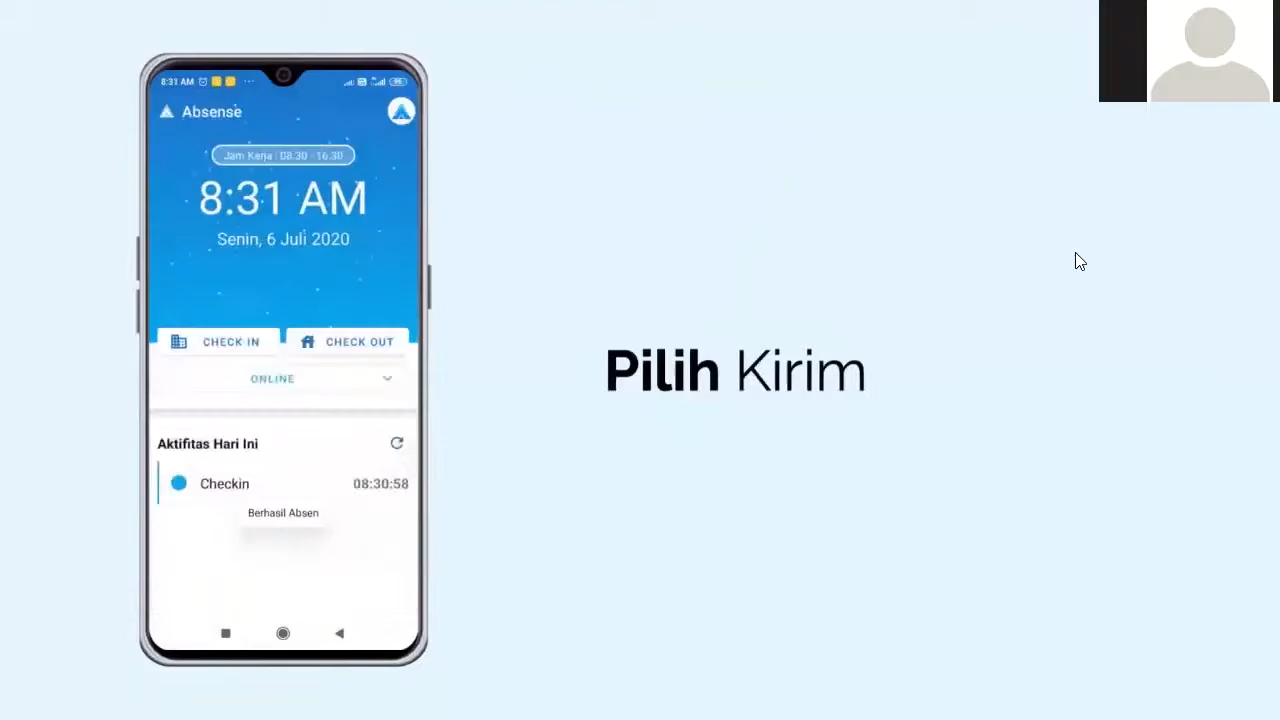 8:31 AM
Absense
Jam Kerja : 08.30 - 16.30
8:31 AM
Senin, 6 Juli 2020
CHECK IN
CHECK OUT
ONLINE
Aktifitas Hari Ini
Checkin
08:30:58
Berhasil Absen
Pilih Kirim